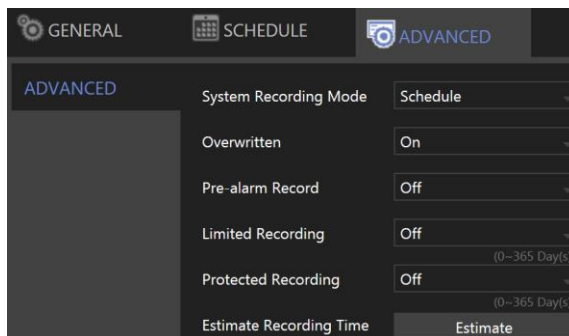 GENERAL SCHEDULE ADVANCED
ADVANCED
System Recording Mode Schedule
Overwritten On
Pre-alarm Record Off
Limited Recording Off
(0~365 Day(s
Protected Recording Off
(0~365 Day(s
Estimate Recording Time Estimate